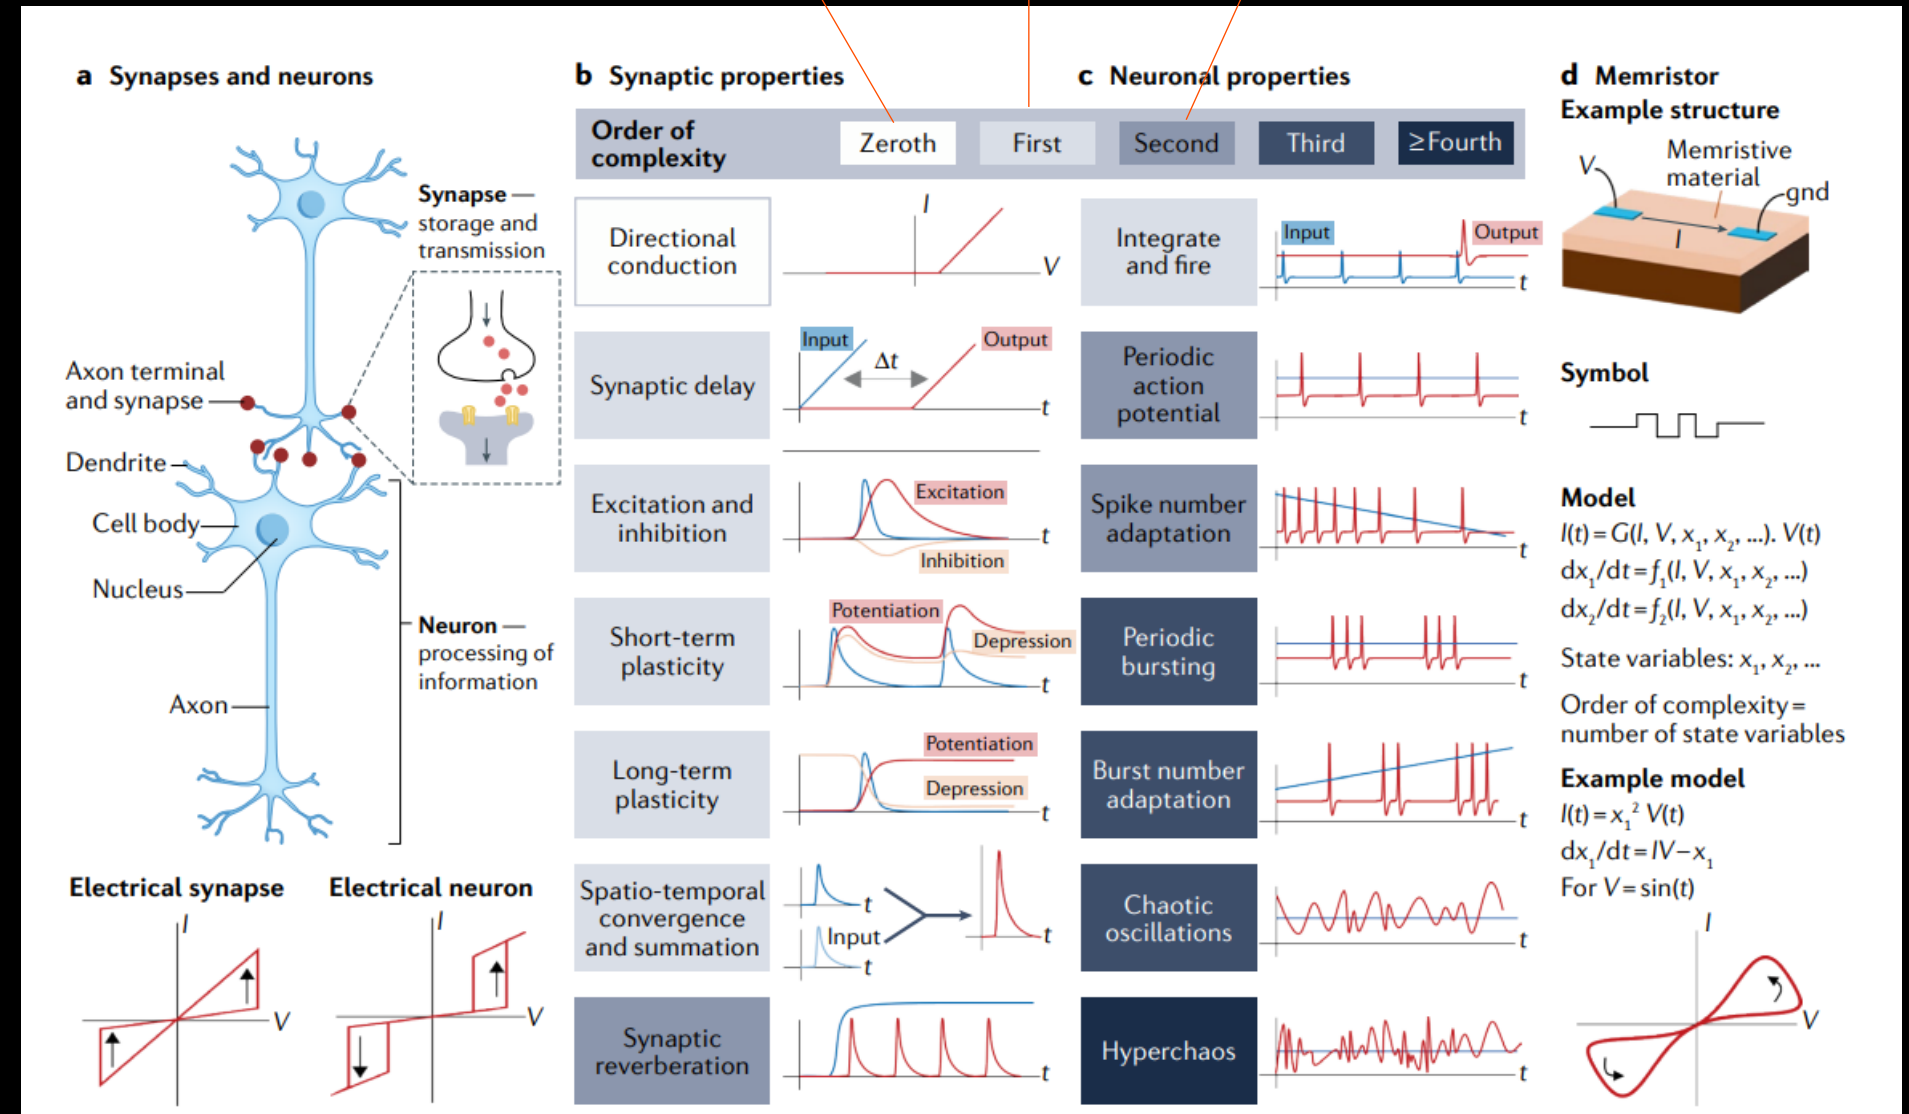 a Synapses and neurons
Synapse —
storage and
transmission
Axon terminal
and synapse
Dendrite
Cell body
Nucleus
Axon
Neuron —
processing of
information
Electrical synapse
I
V
Electrical neuron
I
V
b Synaptic properties
c Neuronal properties
Order of
complexity
Zeroth
First
Second
Third
≥Fourth
Directional
conduction
I
V
Synaptic delay
Input
Δt
Output
t
Excitation and
inhibition
Excitation
Inhibition
t
Short-term
plasticity
Potentiation
Depression
t
Long-term
plasticity
Potentiation
Depression
t
Spatio-temporal
convergence
and summation
t
Input
t
t
Synaptic
reverberation
t
Integrate
and fire
Input
Output
t
Periodic
action
potential
t
Spike number
adaptation
t
Periodic
bursting
t
Burst number
adaptation
t
Chaotic
oscillations
t
Hyperchaos
t
d Memristor
Example structure
V
Memristive
material
gnd
I
Symbol
Model
I(t) = G(I, V, x₁, x₂, ...). V(t)
dx₁/dt = f₁(I, V, x₁, x₂, ...)
dx₂/dt = f₂(I, V, x₁, x₂, ...)
State variables: x₁, x₂, ...
Order of complexity =
number of state variables
Example model
I(t) = x₁² V(t)
dx₁/dt = IV − x₁
For V = sin(t)
I
V